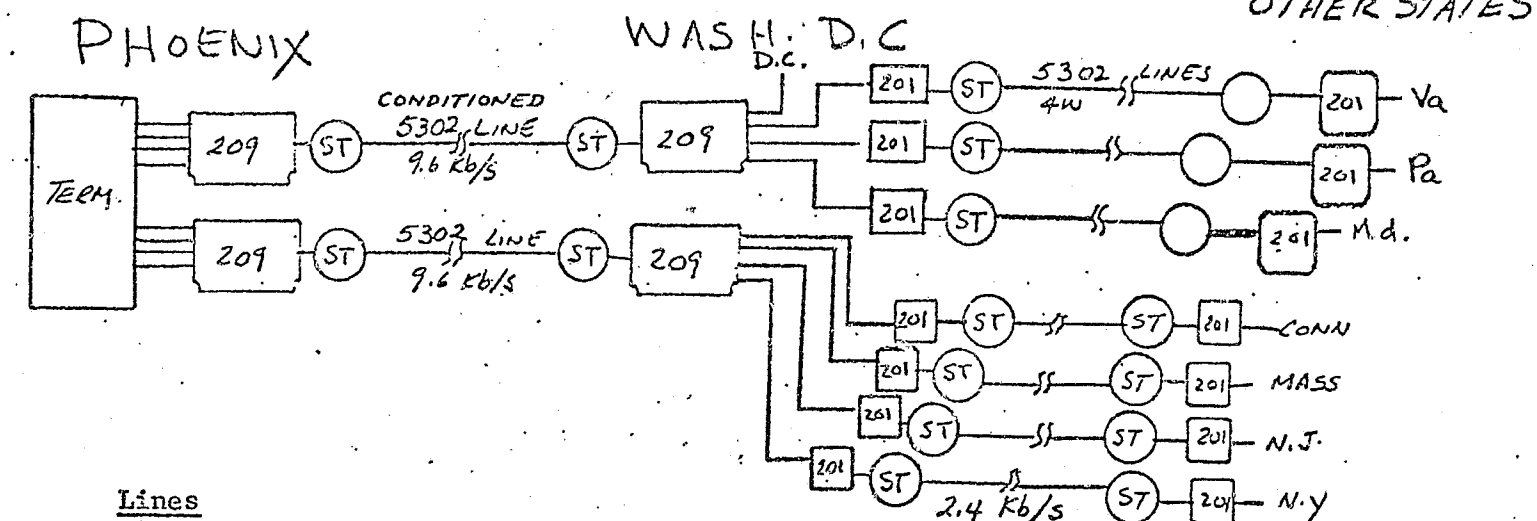 OTHER STATES
PHOENIX
WASH. D.C
D.C.
TERM.
209
ST
CONDITIONED
5302 LINE
9.6 Kb/s
ST
209
201
ST
5302 LINES
4W
201
Va
201
ST
201
Pa
201
ST
201
Md.
209
ST
5302 LINE
9.6 Kb/s
ST
209
201
ST
ST
201
CONN
201
ST
ST
201
MASS
201
ST
ST
201
N.J.
201
ST
2.4 Kb/s
ST
201
N.Y
Lines